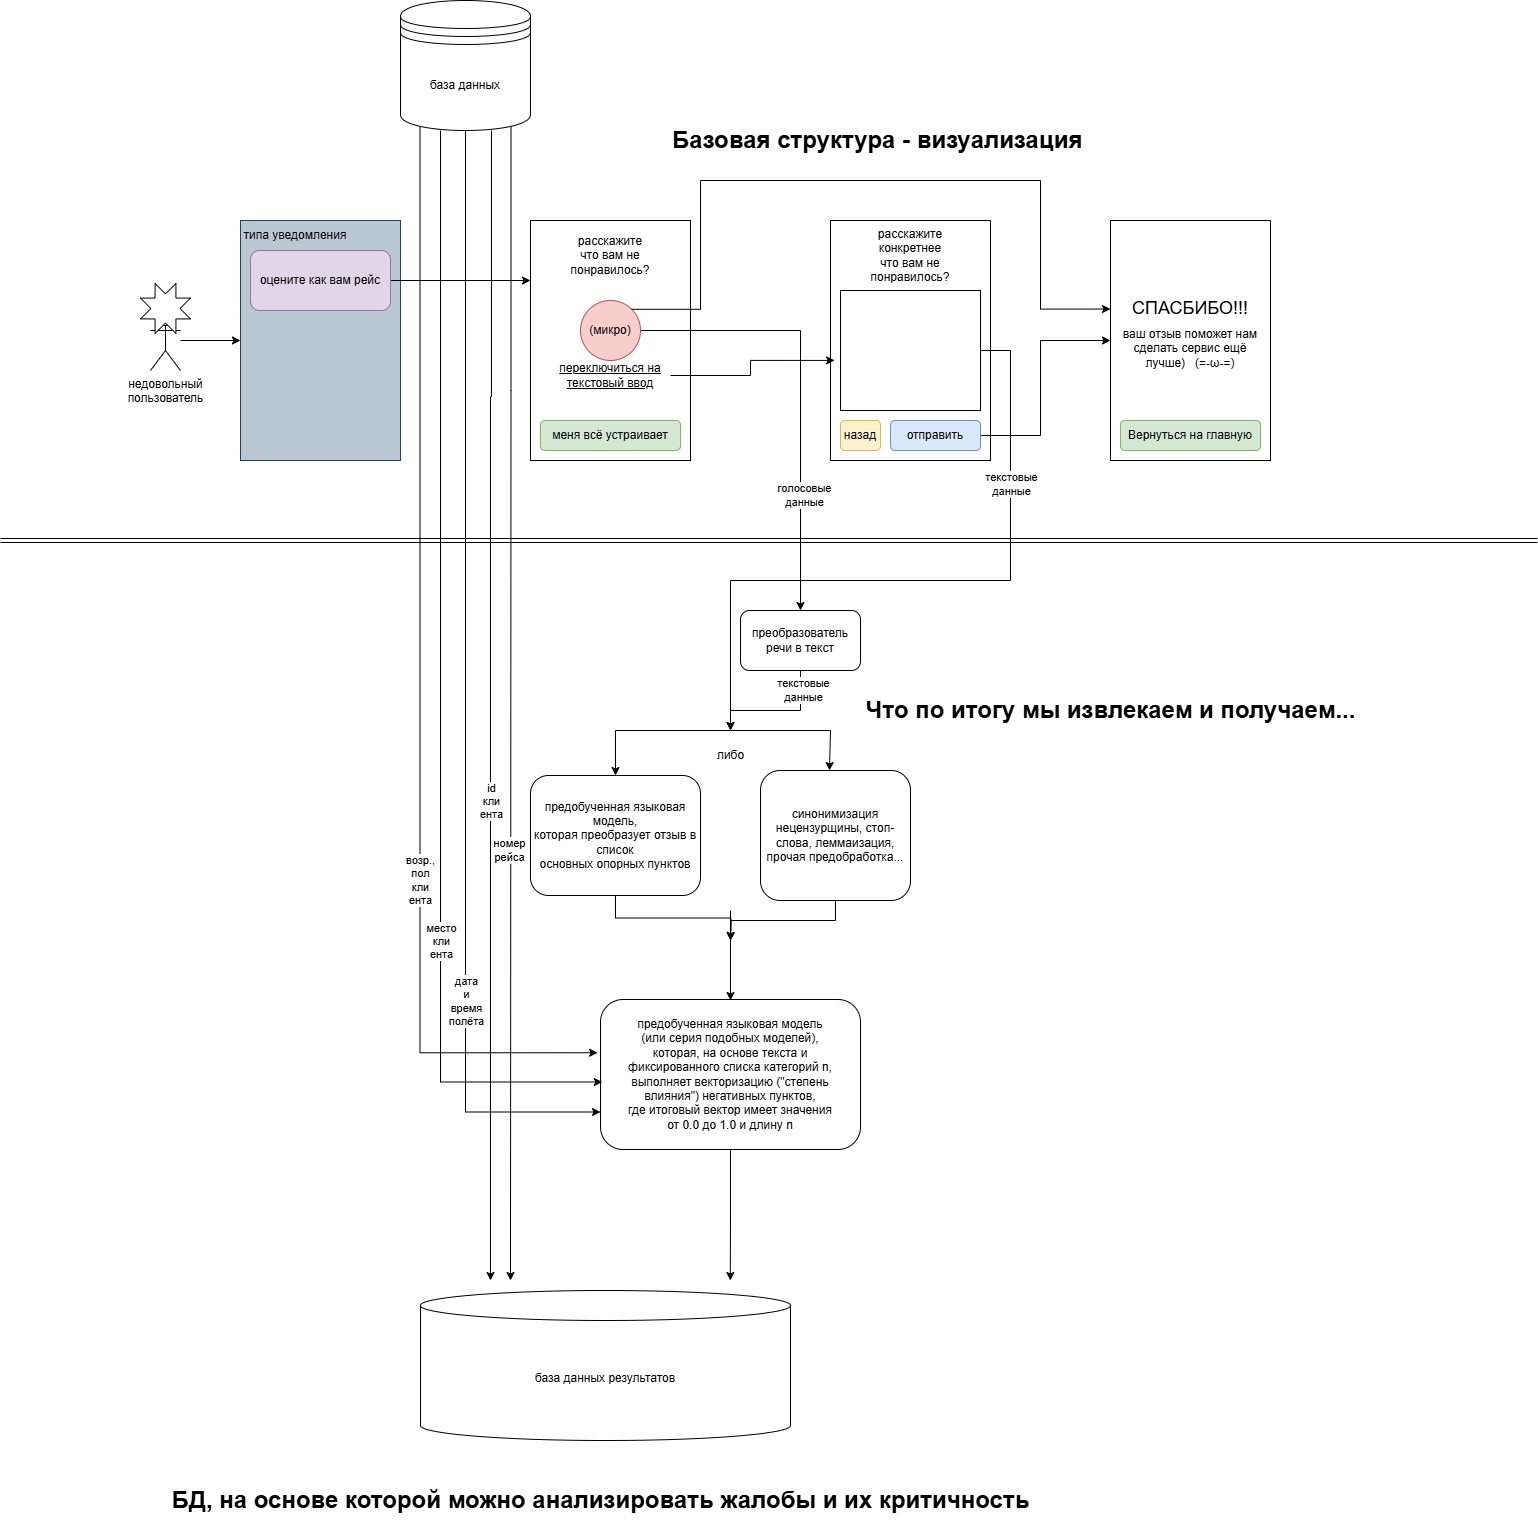 база данных
Базовая структура - визуализация
типа уведомления
оцените как вам рейс
недовольный
пользователь
расскажите
что вам не
понравилось?
(микро)
переключиться на
текстовый ввод
меня всё устраивает
расскажите
конкретнее
что вам не
понравилось?
назад
отправить
СПАСБИБО!!!
ваш отзыв поможет нам
сделать сервис ещё
лучше) (=-ω-=)
Вернуться на главную
голосовые
данные
текстовые
данные
преобразователь
речи в текст
текстовые
данные
Что по итогу мы извлекаем и получаем...
либо
предобученная языковая
модель,
которая преобразует отзыв в
список
основных опорных пунктов
синонимизация
нецензурщины, стоп-
слова, леммаизация,
прочая предобработка...
id
кли
ента
номер
рейса
возр.,
пол
кли
ента
место
кли
ента
дата
и
время
полёта
предобученная языковая модель
(или серия подобных моделей),
которая, на основе текста и
фиксированного списка категорий n,
выполняет векторизацию ("степень
влияния") негативных пунктов,
где итоговый вектор имеет значения
от 0.0 до 1.0 и длину n
база данных результатов
БД, на основе которой можно анализировать жалобы и их критичность